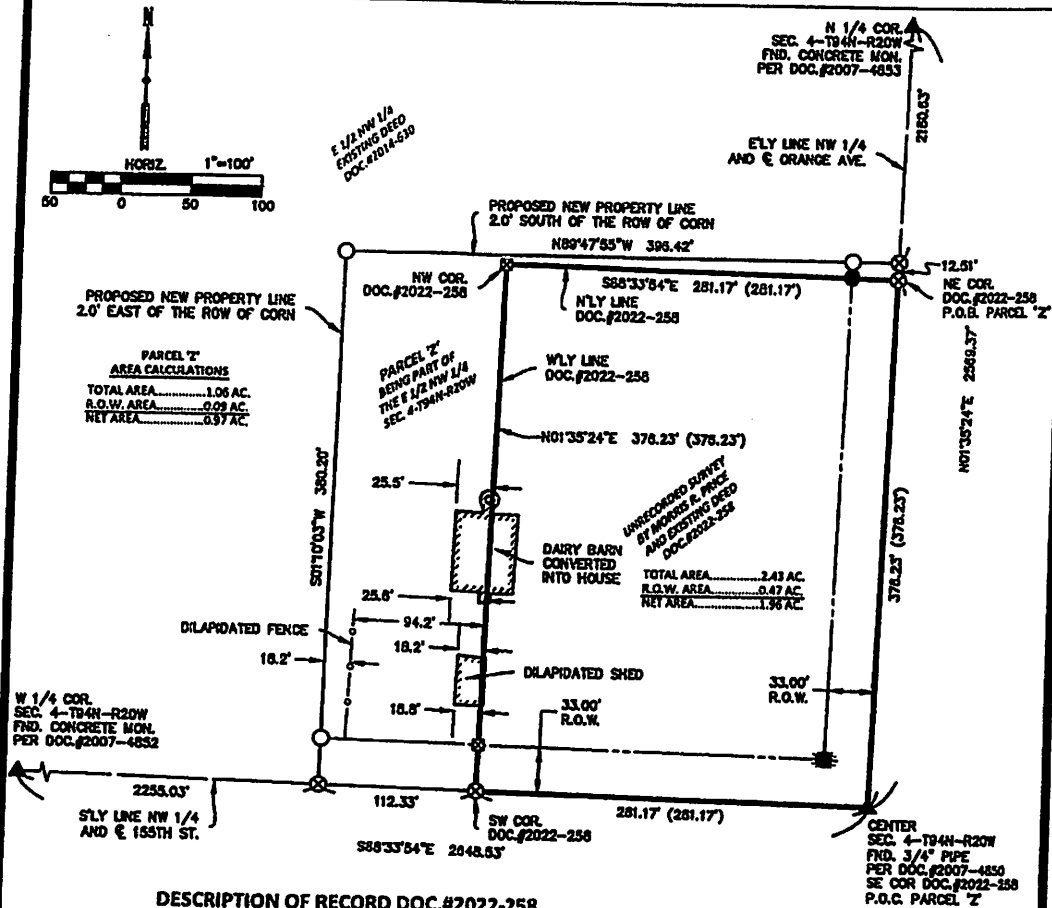 N
HORIZ. 1"=100'
50 0 50 100
E 1/2 NW 1/4
EXISTING DEED
DOC.#2014-630
N 1/4 COR.
SEC. 4-T94N-R20W
FND. CONCRETE MON.
PER DOC.#2007-4853
2180.63'
E'LY LINE NW 1/4
AND ℄ ORANGE AVE.
PROPOSED NEW PROPERTY LINE
2.0' SOUTH OF THE ROW OF CORN
N89°47'55"W 396.42'
12.51'
NE COR.
DOC.#2022-258
P.O.B. PARCEL 'Z'
NW COR.
DOC.#2022-258
S88°33'54"E 281.17' (281.17')
N'LY LINE
DOC.#2022-258
PROPOSED NEW PROPERTY LINE
2.0' EAST OF THE ROW OF CORN
PARCEL 'Z'
AREA CALCULATIONS
TOTAL AREA..............1.06 AC.
R.O.W. AREA..............0.09 AC.
NET AREA..............0.97 AC.
PARCEL 'Z'
BEING PART OF
THE E 1/2 NW 1/4
SEC. 4-T94N-R20W
W'LY LINE
DOC.#2022-258
N01°35'24"E 2569.37'
N01°35'24"E 378.23' (378.23')
S01°10'03"W 380.20'
25.5'
UNRECORDED SURVEY
BY MORRIS R. PRICE
AND EXISTING DEED
DOC.#2022-258
378.23' (378.23')
DAIRY BARN
CONVERTED
INTO HOUSE
TOTAL AREA..............2.43 AC.
R.O.W. AREA..............0.47 AC.
NET AREA..............1.96 AC.
25.6'
94.2'
DILAPIDATED FENCE
18.2'
16.2'
DILAPIDATED SHED
33.00'
R.O.W.
18.8'
33.00'
R.O.W.
W 1/4 COR.
SEC. 4-T94N-R20W
FND. CONCRETE MON.
PER DOC.#2007-4852
2255.03'
112.33'
281.17' (281.17')
S'LY LINE NW 1/4
AND ℄ 155TH ST.
SW COR.
DOC.#2022-258
S88°33'54"E 2648.53'
CENTER
SEC. 4-T94N-R20W
FND. 3/4" PIPE
PER DOC.#2007-4850
SE COR DOC.#2022-258
P.O.C. PARCEL 'Z'
DESCRIPTION OF RECORD DOC.#2022-258